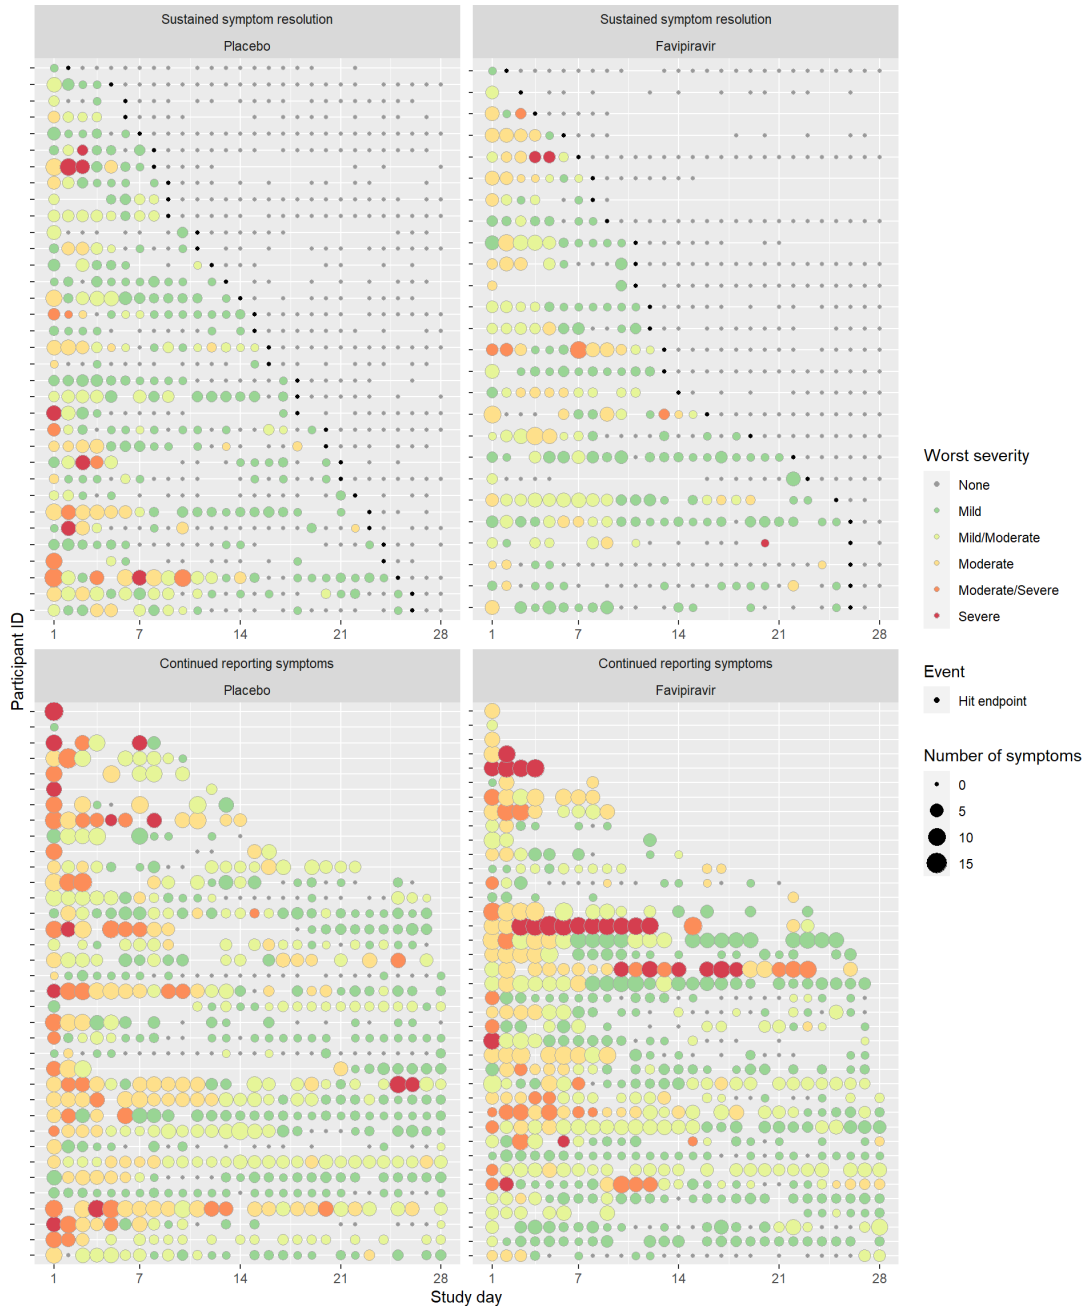 Sustained symptom resolution
Placebo
Sustained symptom resolution
Favipiravir
1 7 14 21 28
1 7 14 21 28
Continued reporting symptoms
Placebo
Continued reporting symptoms
Favipiravir
1 7 14 21 28
1 7 14 21 28
Study day
Participant ID
Worst severity
None
Mild
Mild/Moderate
Moderate
Moderate/Severe
Severe
Event
Hit endpoint
Number of symptoms
0
5
10
15